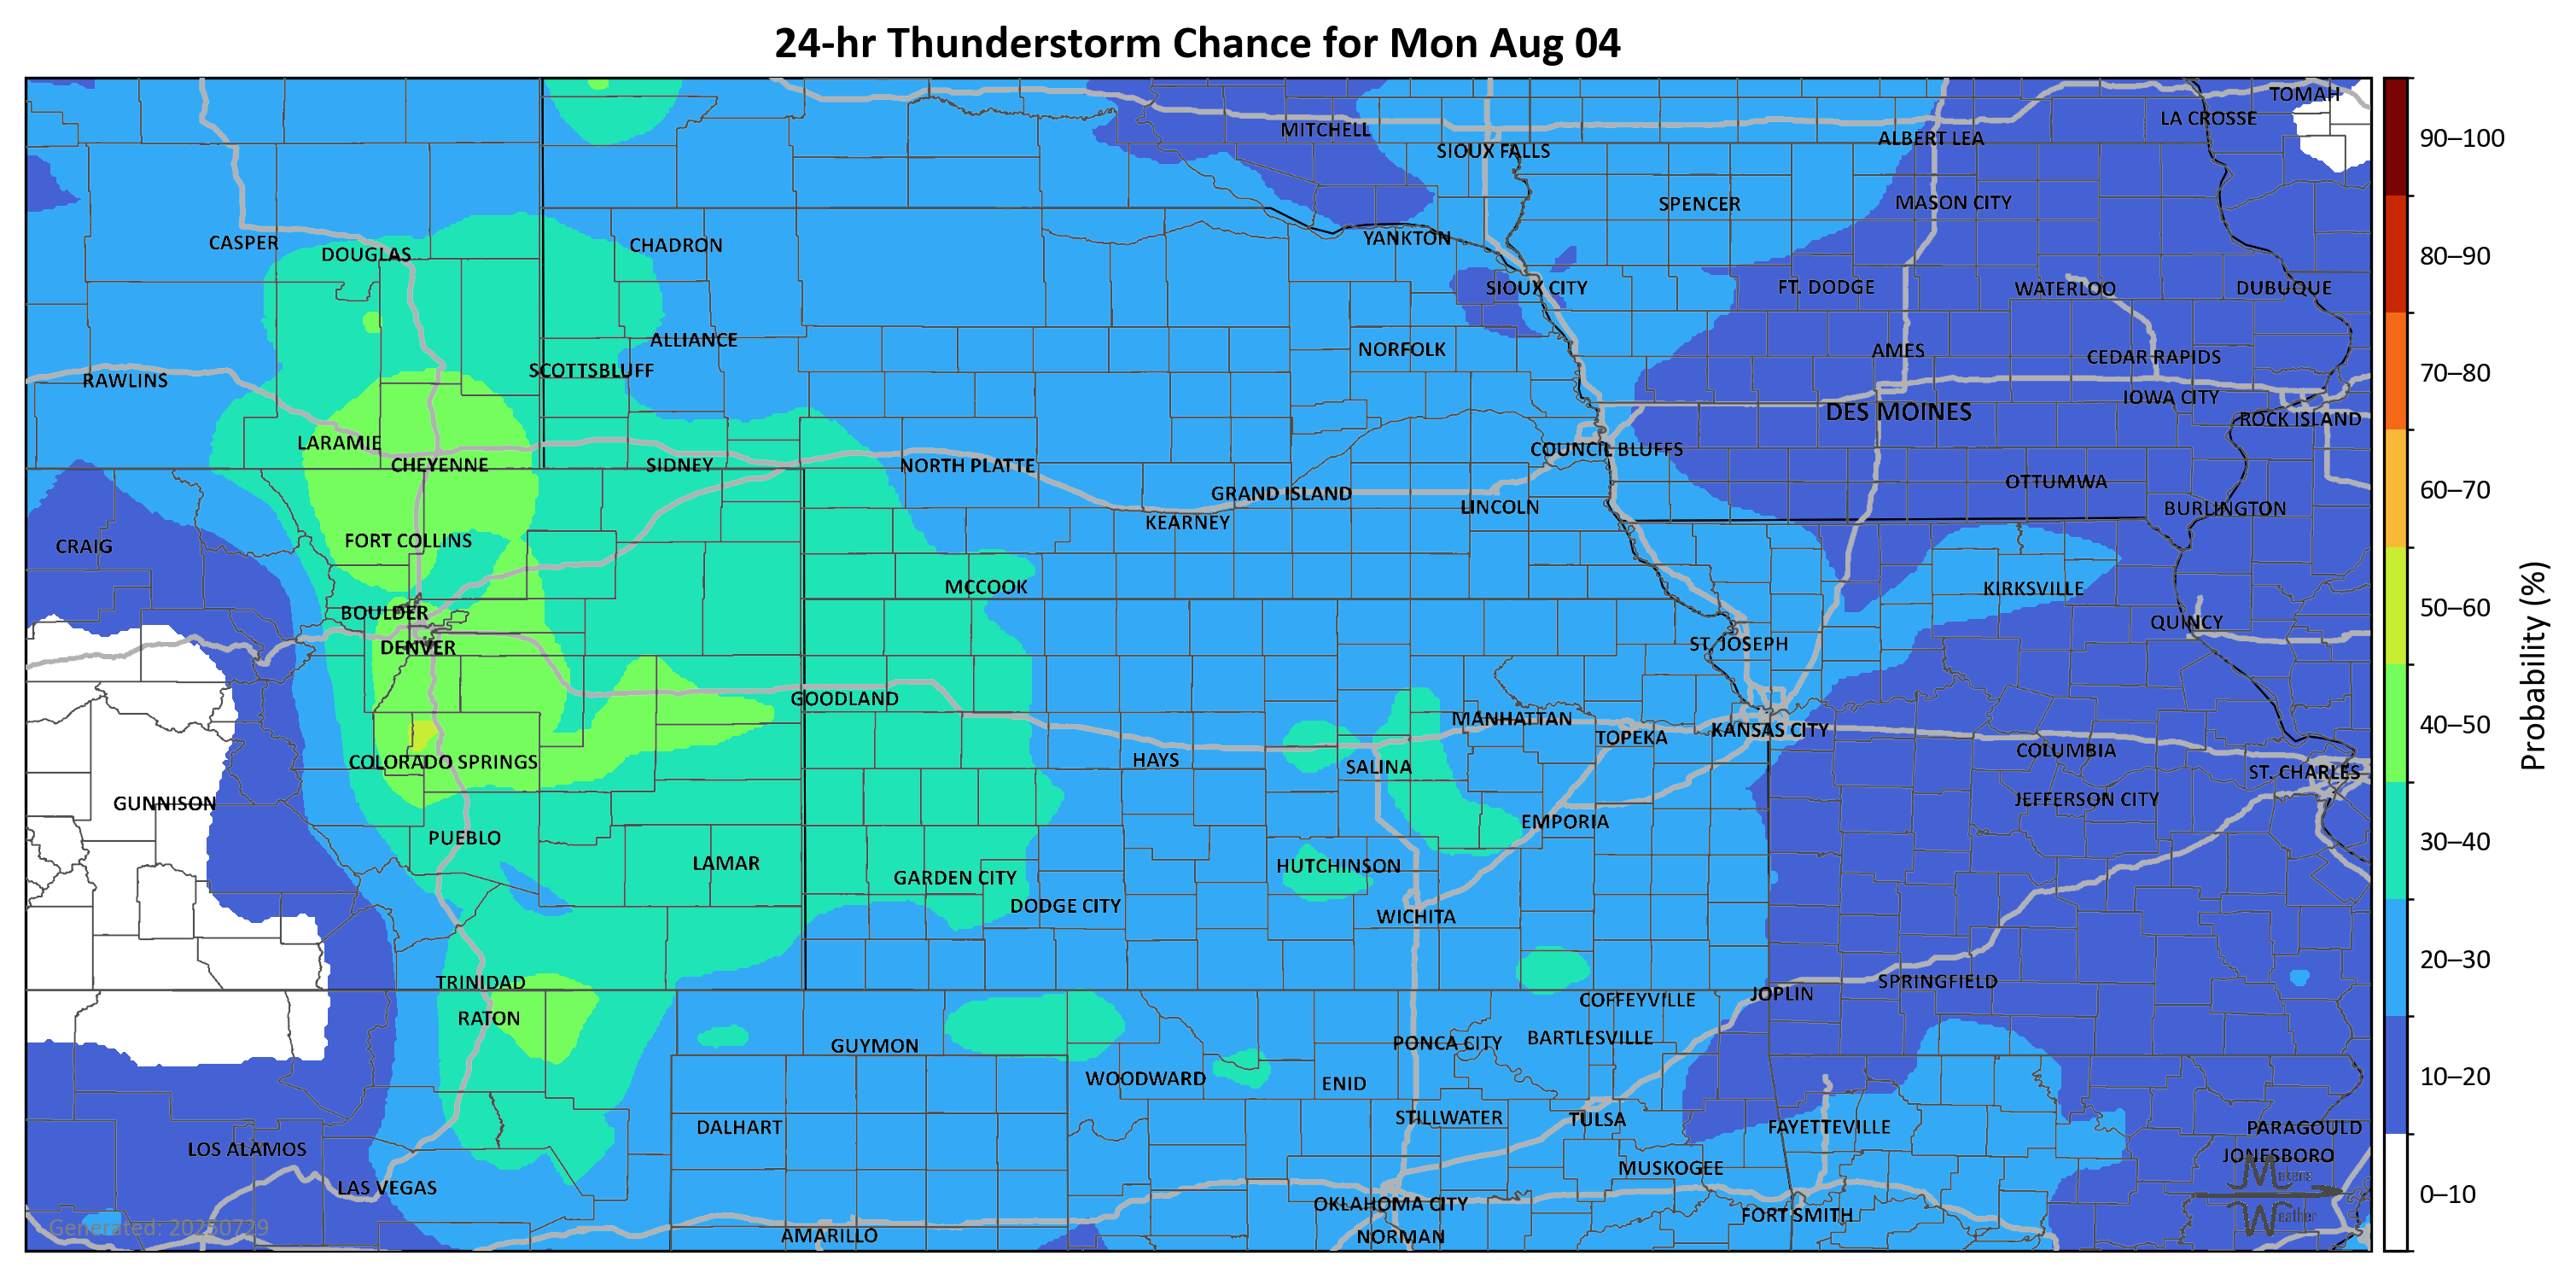 24-hr Thunderstorm Chance for Mon Aug 04
TOMAH
LA CROSSE
MITCHELL
ALBERT LEA
90–100
SIOUX FALLS
SPENCER
MASON CITY
YANKTON
CASPER
CHADRON
DOUGLAS
80–90
SIOUX CITY
FT. DODGE
WATERLOO
DUBUQUE
ALLIANCE
NORFOLK
AMES
CEDAR RAPIDS
SCOTTSBLUFF
70–80
RAWLINS
IOWA CITY
DES MOINES
ROCK ISLAND
LARAMIE
COUNCIL BLUFFS
CHEYENNE
SIDNEY
NORTH PLATTE
OTTUMWA
60–70
GRAND ISLAND
LINCOLN
BURLINGTON
KEARNEY
FORT COLLINS
CRAIG
MCCOOK
KIRKSVILLE
50–60
BOULDER
QUINCY
DENVER
ST. JOSEPH
Probability (%)
GOODLAND
MANHATTAN
40–50
KANSAS CITY
TOPEKA
COLUMBIA
COLORADO SPRINGS
HAYS
SALINA
ST. CHARLES
GUNNISON
JEFFERSON CITY
EMPORIA
PUEBLO
30–40
LAMAR
HUTCHINSON
GARDEN CITY
DODGE CITY
WICHITA
20–30
TRINIDAD
SPRINGFIELD
JOPLIN
COFFEYVILLE
RATON
BARTLESVILLE
GUYMON
PONCA CITY
10–20
WOODWARD
ENID
STILLWATER
TULSA
DALHART
FAYETTEVILLE
PARAGOULD
LOS ALAMOS
JONESBORO
MUSKOGEE
Mekens
LAS VEGAS
0–10
OKLAHOMA CITY
FORT SMITH
Weather
Generated: 20250729
AMARILLO
NORMAN